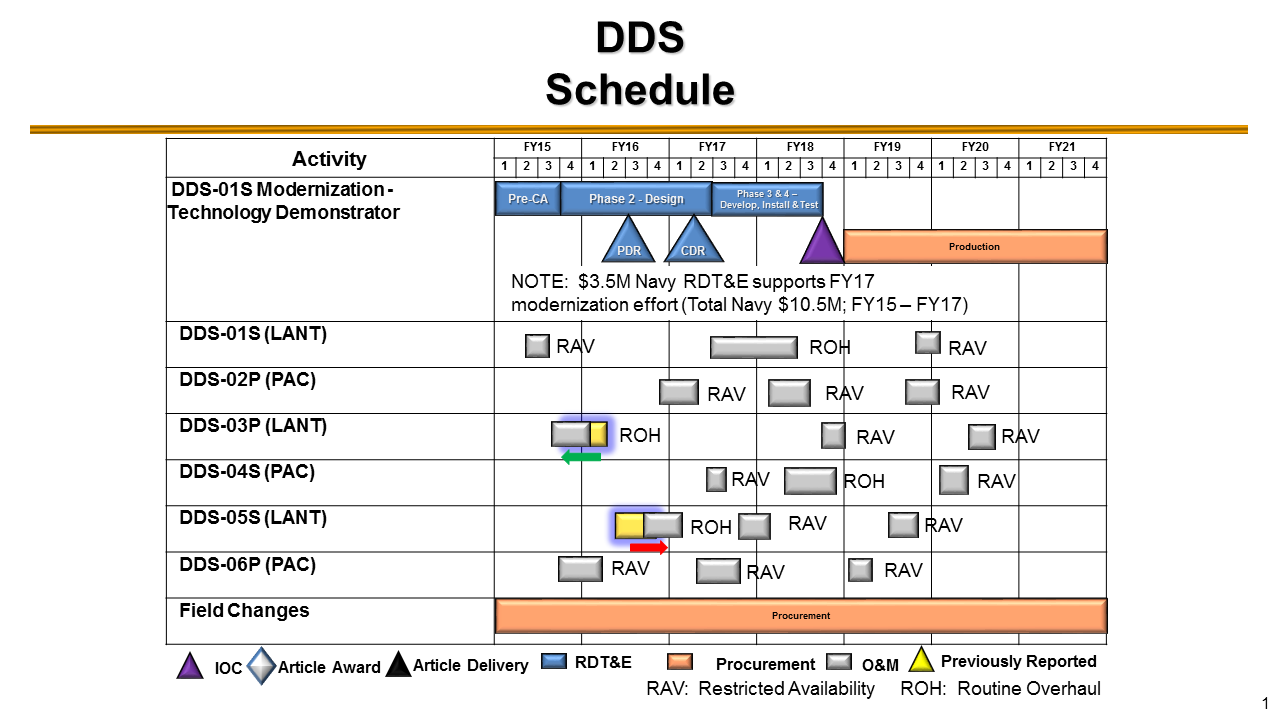 DDS
Schedule
Activity
FY15 FY16 FY17 FY18 FY19 FY20 FY21
1 2 3 4 1 2 3 4 1 2 3 4 1 2 3 4 1 2 3 4 1 2 3 4 1 2 3 4
DDS-01S Modernization -
Technology Demonstrator
Pre-CA
Phase 2 - Design
Phase 3 & 4 –
Develop, Install & Test
PDR
CDR
Production
NOTE: $3.5M Navy RDT&E supports FY17
modernization effort (Total Navy $10.5M; FY15 – FY17)
DDS-01S (LANT)
RAV ROH RAV
DDS-02P (PAC)
RAV RAV RAV
DDS-03P (LANT)
ROH RAV RAV
DDS-04S (PAC)
RAV ROH RAV
DDS-05S (LANT)
ROH RAV RAV
DDS-06P (PAC)
RAV RAV RAV
Field Changes
Procurement
IOC Article Award Article Delivery RDT&E Procurement O&M Previously Reported
RAV: Restricted Availability ROH: Routine Overhaul
1